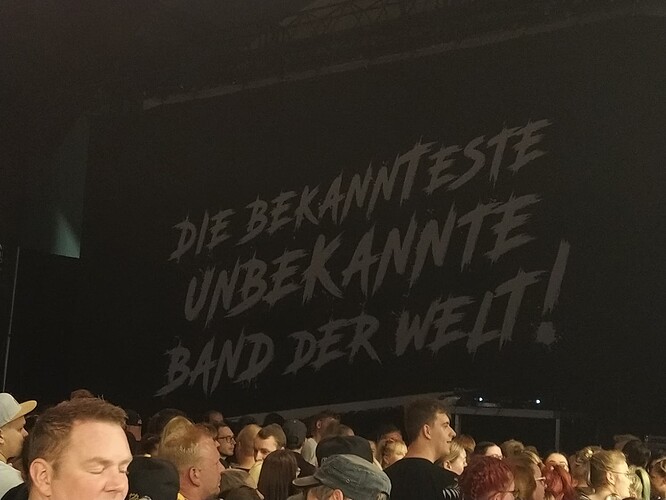 DIE BEKANNTESTE
UNBEKANNTE
BAND DER WELT!